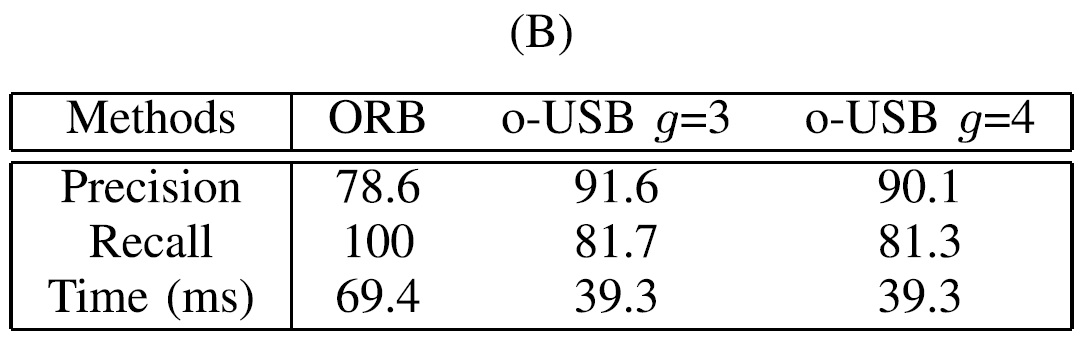 (B)
Methods ORB o-USB g=3 o-USB g=4
Precision 78.6 91.6 90.1
Recall 100 81.7 81.3
Time (ms) 69.4 39.3 39.3